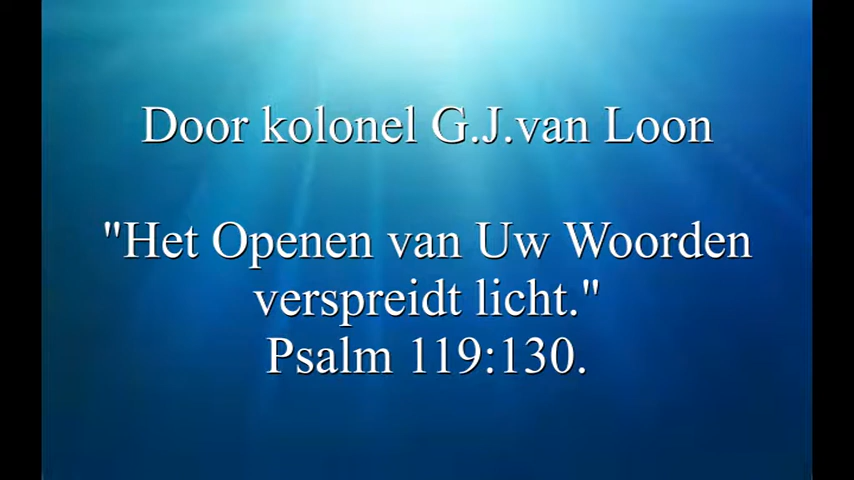 Door kolonel G.J.van Loon
"Het Openen van Uw Woorden
verspreidt licht."
Psalm 119:130.